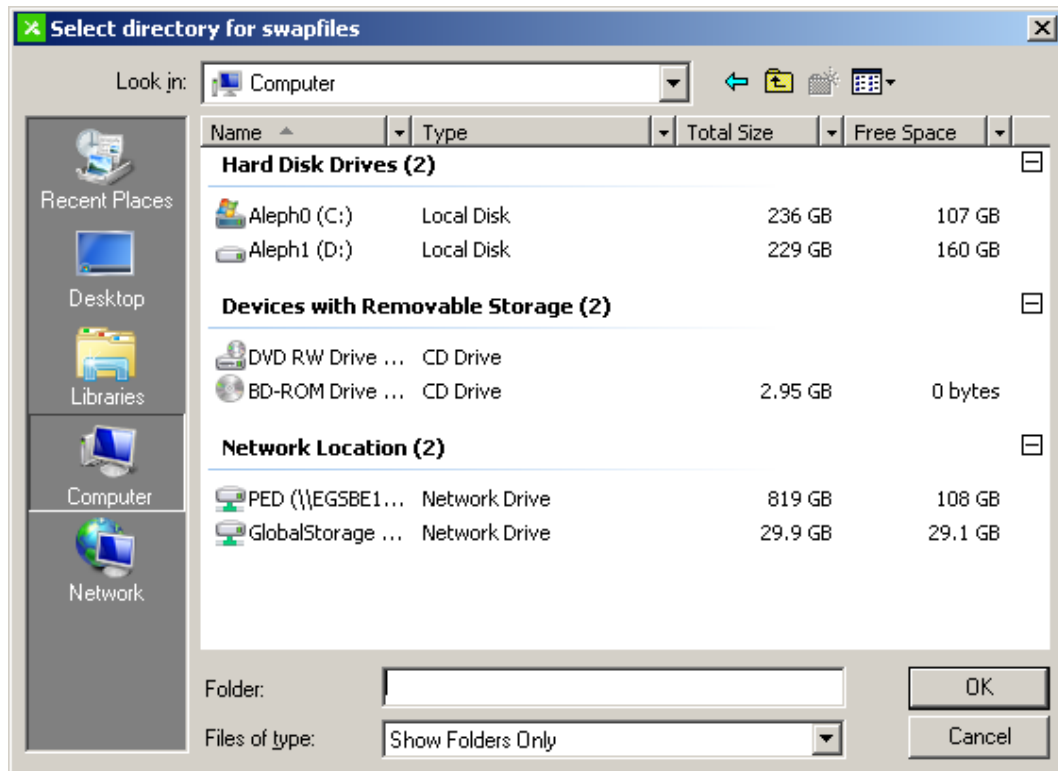 Select directory for swapfiles
Look in: Computer
Name Type Total Size Free Space
Hard Disk Drives (2)
Aleph0 (C:) Local Disk 236 GB 107 GB
Aleph1 (D:) Local Disk 229 GB 160 GB
Devices with Removable Storage (2)
DVD RW Drive ... CD Drive
BD-ROM Drive ... CD Drive 2.95 GB 0 bytes
Network Location (2)
PED (\\EGSBE1... Network Drive 819 GB 108 GB
GlobalStorage ... Network Drive 29.9 GB 29.1 GB
Recent Places
Desktop
Libraries
Computer
Network
Folder:
OK
Files of type: Show Folders Only
Cancel